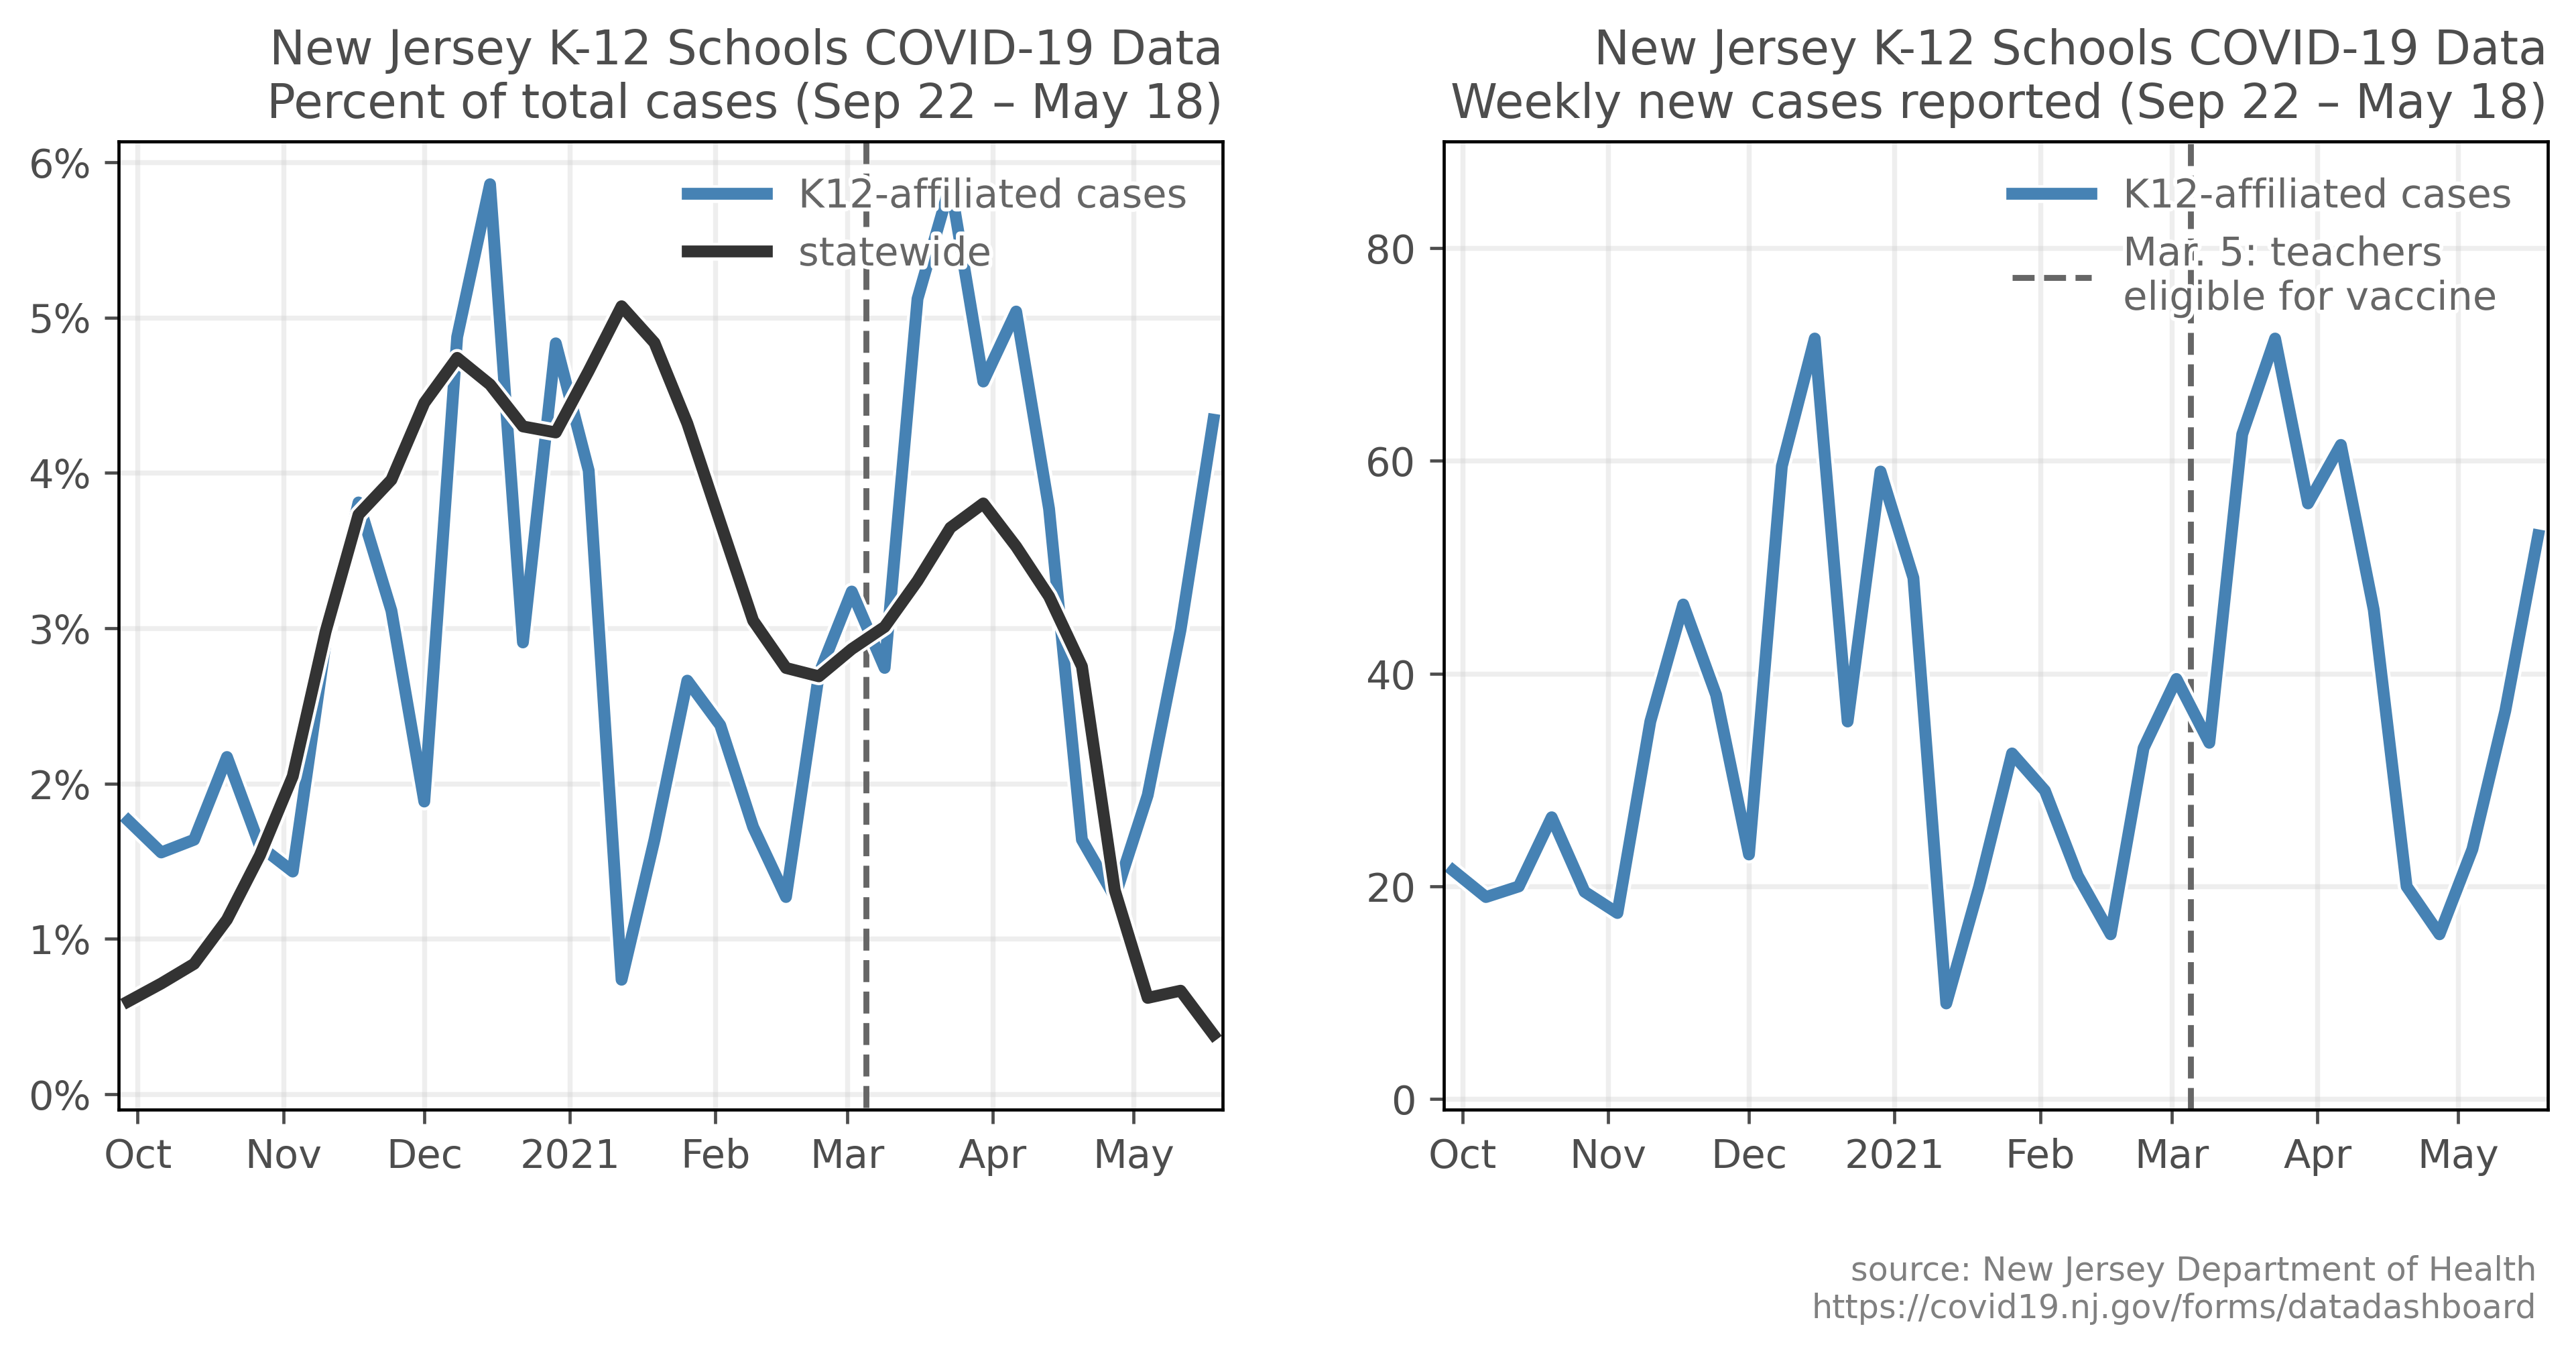 New Jersey K-12 Schools COVID-19 Data
Percent of total cases (Sep 22 – May 18)
6%
5%
4%
3%
2%
1%
0%
K12-affiliated cases
statewide
Oct Nov Dec 2021 Feb Mar Apr May
New Jersey K-12 Schools COVID-19 Data
Weekly new cases reported (Sep 22 – May 18)
80
60
40
20
0
K12-affiliated cases
Mar. 5: teachers
eligible for vaccine
Oct Nov Dec 2021 Feb Mar Apr May
source: New Jersey Department of Health
https://covid19.nj.gov/forms/datadashboard